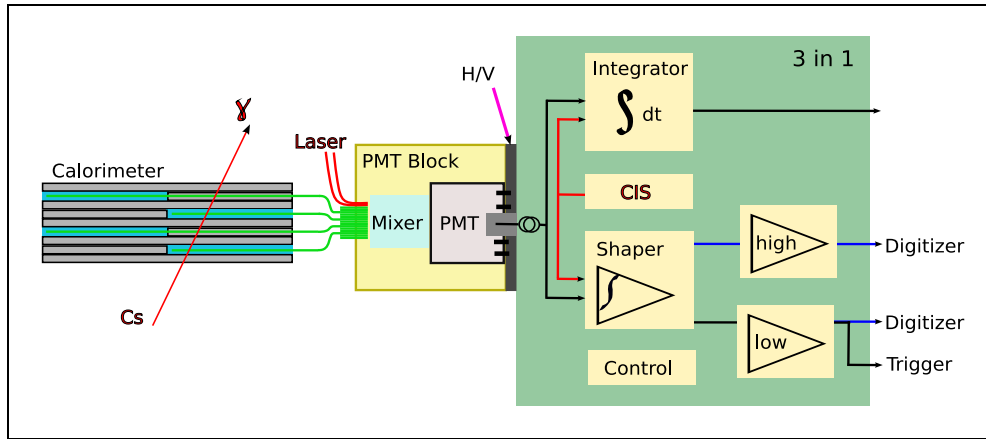 3 in 1
H/V
Integrator
∫ dt
γ
Laser
PMT Block
Calorimeter
CIS
Mixer
PMT
Shaper
∫
high
Digitizer
Cs
Digitizer
low
Control
Trigger